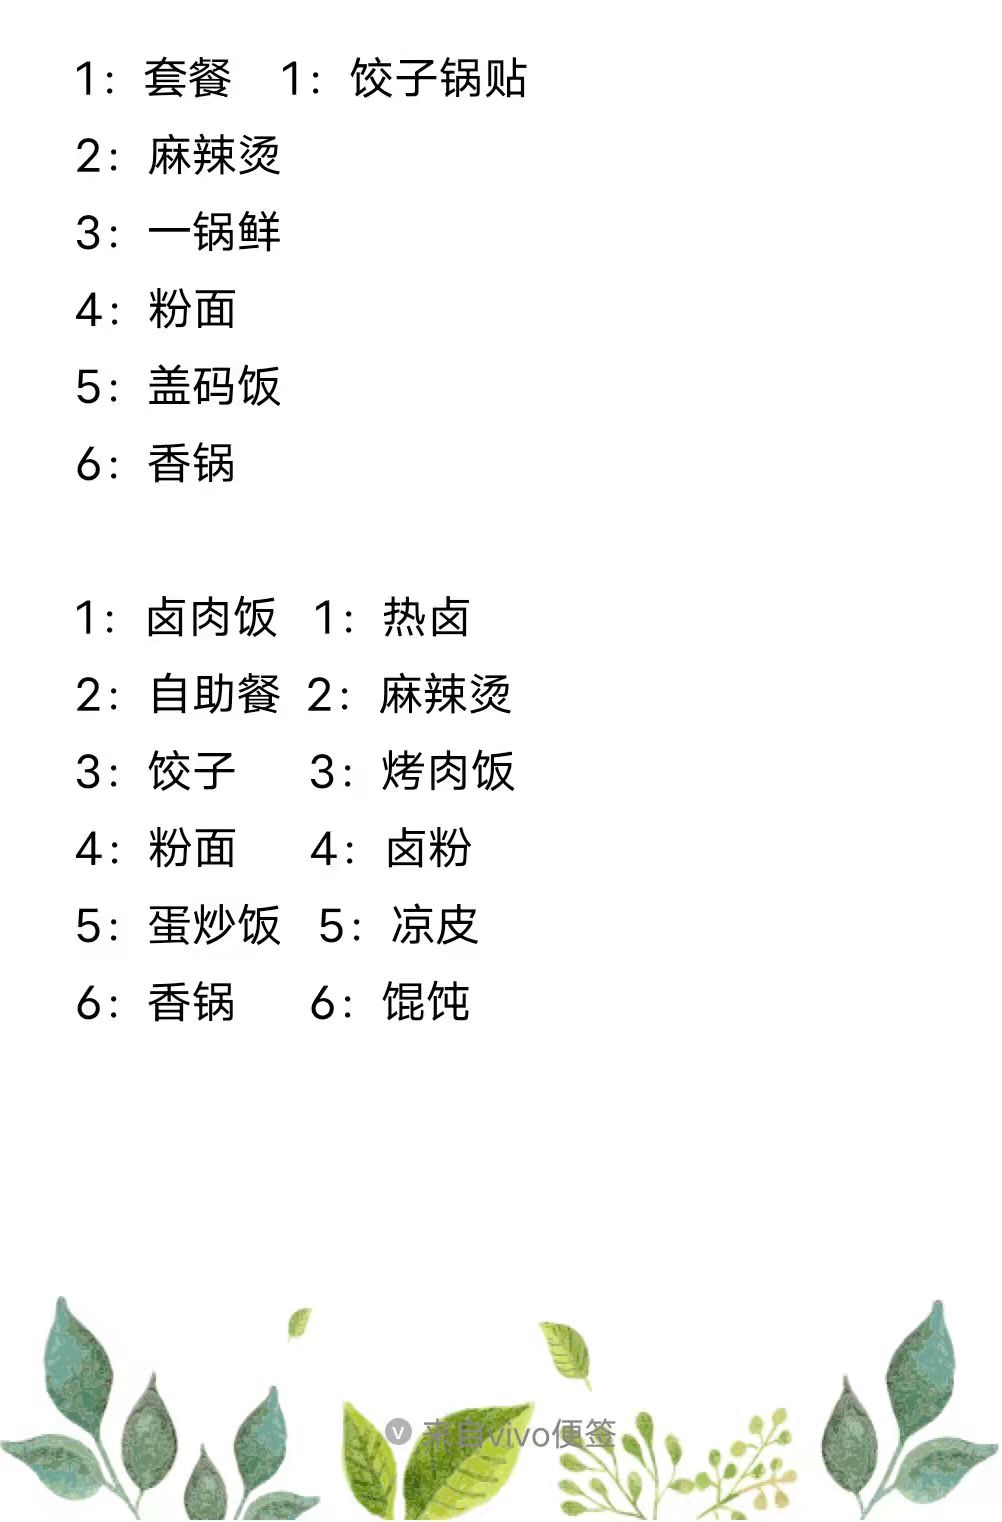 1：套餐 1：饺子锅贴
2：麻辣烫
3：一锅鲜
4：粉面
5：盖码饭
6：香锅
1：卤肉饭 1：热卤
2：自助餐 2：麻辣烫
3：饺子 3：烤肉饭
4：粉面 4：卤粉
5：蛋炒饭 5：凉皮
6：香锅 6：馄饨
来自vivo便签